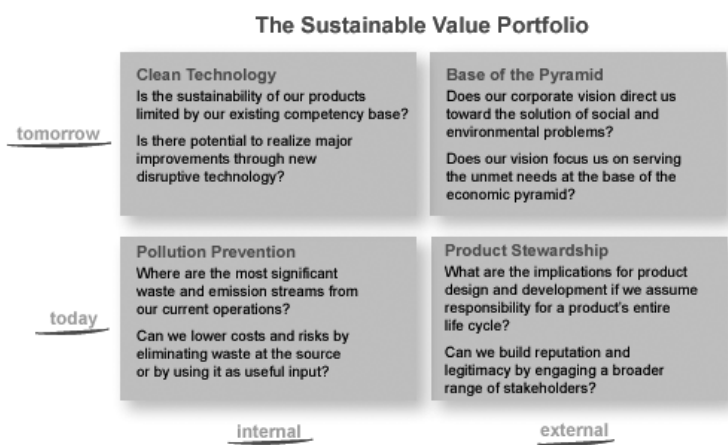 The Sustainable Value Portfolio
tomorrow
Clean Technology
Is the sustainability of our products
limited by our existing competency base?
Is there potential to realize major
improvements through new
disruptive technology?
Base of the Pyramid
Does our corporate vision direct us
toward the solution of social and
environmental problems?
Does our vision focus us on serving
the unmet needs at the base of the
economic pyramid?
today
Pollution Prevention
Where are the most significant
waste and emission streams from
our current operations?
Can we lower costs and risks by
eliminating waste at the source
or by using it as useful input?
Product Stewardship
What are the implications for product
design and development if we assume
responsibility for a product's entire
life cycle?
Can we build reputation and
legitimacy by engaging a broader
range of stakeholders?
internal
external